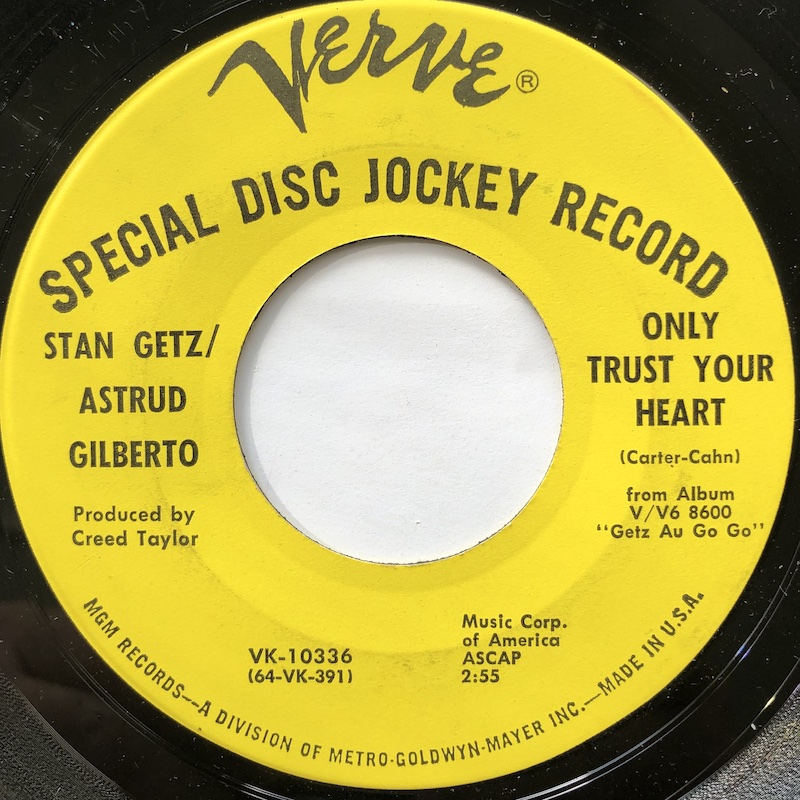 Verve®
SPECIAL DISC JOCKEY RECORD
STAN GETZ/
ASTRUD
GILBERTO
Produced by
Creed Taylor
ONLY
TRUST YOUR
HEART
(Carter-Cahn)
from Album
V/V6 8600
"Getz Au Go Go"
VK-10336
(64-VK-391)
Music Corp.
of America
ASCAP
2:55
MGM RECORDS—A DIVISION OF METRO-GOLDWYN-MAYER INC.—MADE IN U.S.A.